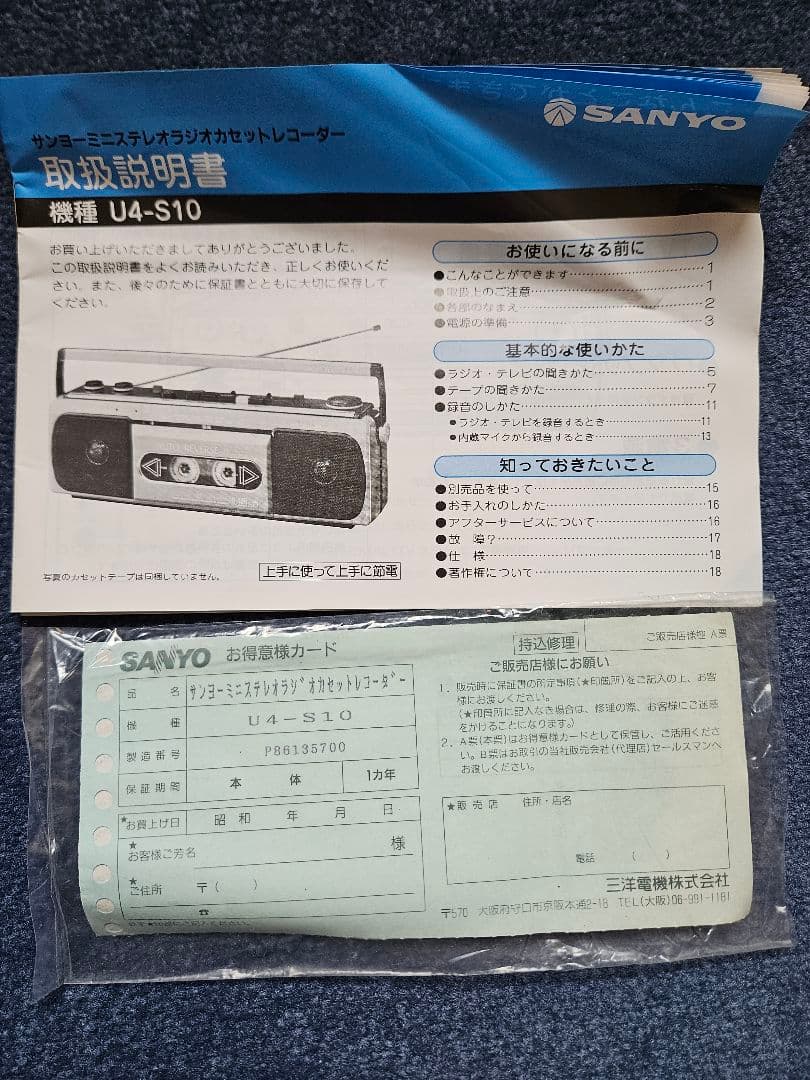 SANYO
サンヨーミニステレオラジオカセットレコーダー
取扱説明書
機種 U4-S10
お買い上げいただきましてありがとうございました。
この取扱説明書をよくお読みいただき、正しくお使いくだ
さい。また、後々のために保証書とともに大切に保存して
ください。
AUTO REVERSE
写真のカセットテープは同梱していません。
上手に使って上手に節電
お使いになる前に
●こんなことができます…………1
●取扱上のご注意…………1
●各部のなまえ…………2
●電源の準備…………3
基本的な使いかた
●ラジオ・テレビの聞きかた…………5
●テープの聞きかた…………7
●録音のしかた…………11
●ラジオ・テレビを録音するとき…………11
●内蔵マイクから録音するとき…………13
知っておきたいこと
●別売品を使って…………15
●お手入れのしかた…………16
●アフターサービスについて…………16
●故 障?…………17
●仕 様…………18
●著作権について…………18
SANYO お得意様カード
品 名 サンヨーミニステレオラジオカセットレコーダー
機 種 U4-S10
製造番号 P86135700
保証期間 本 体 1カ年
★お買上げ日 昭和 年 月 日
★お客様ご芳名 様
★ご住所 〒( )
☎
持込修理
ご販売店様控 A票
ご販売店様にお願い
1. 販売時に保証書の所定事項(★印箇所)をご記入の上、お客
様にお渡しください。
(★印箇所に記入なき場合は、修理の際、お客様にご迷惑
をかけることになります。)
2. A票(本票)はお得意様カードとして保管し、ご活用くださ
い。B票はお取引の当社販売会社(代理店)セールスマンへ
お渡しください。
★販売店 住所・店名
電話 ( )
三洋電機株式会社
〒570 大阪府守口市京阪本通2-18 TEL(大阪)06-991-1181